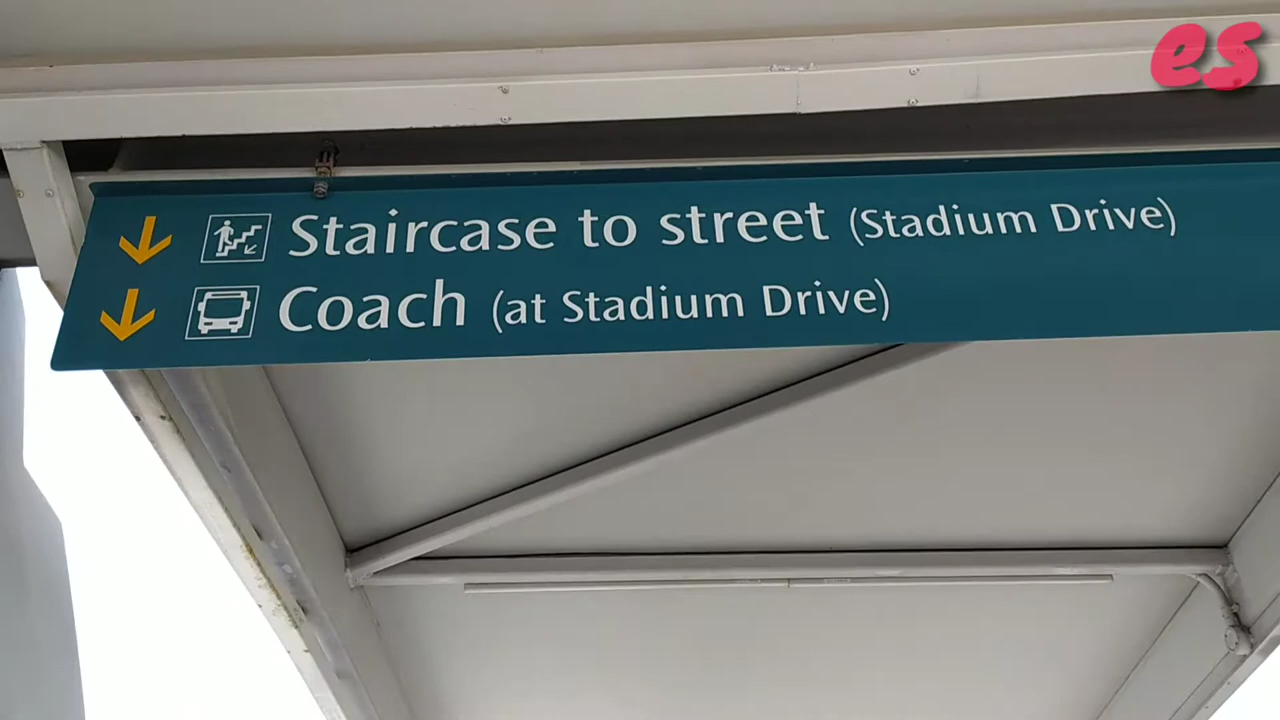 es
Staircase to street (Stadium Drive)
Coach (at Stadium Drive)